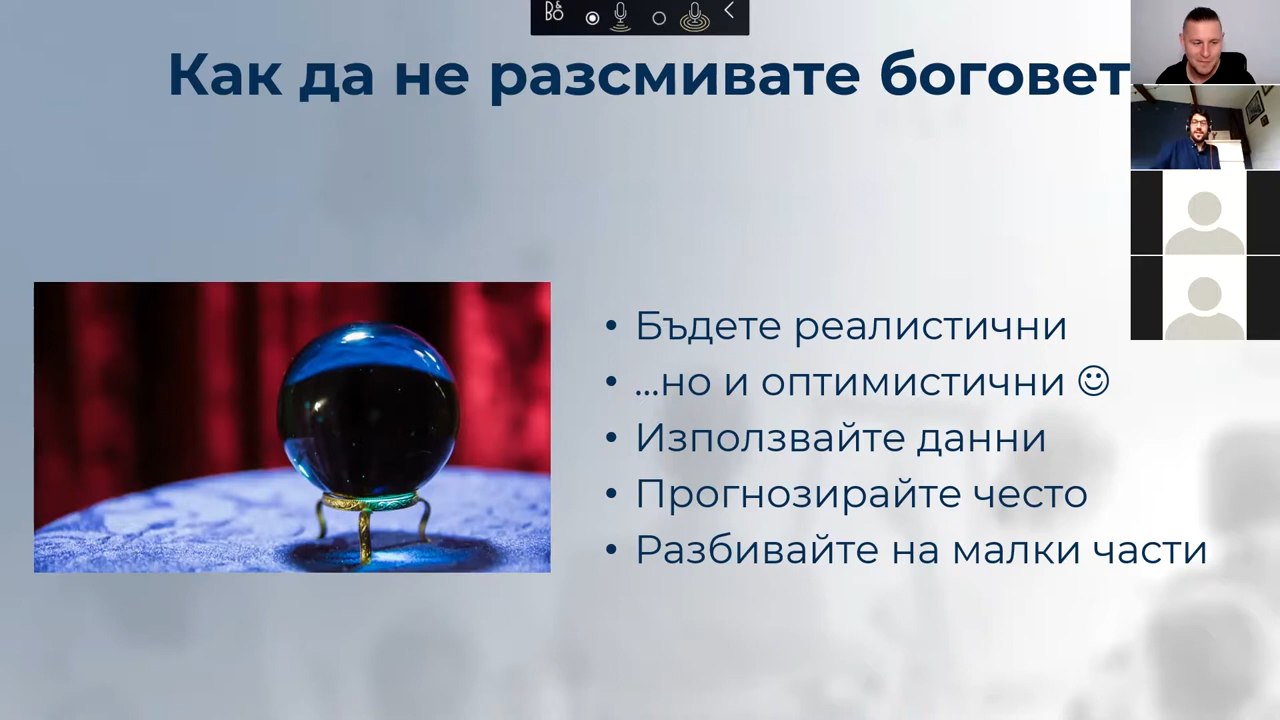 B&O
Как да не разсмивате боговет
• Бъдете реалистични
• ...но и оптимистични ☺
• Използвайте данни
• Прогнозирайте често
• Разбивайте на малки части